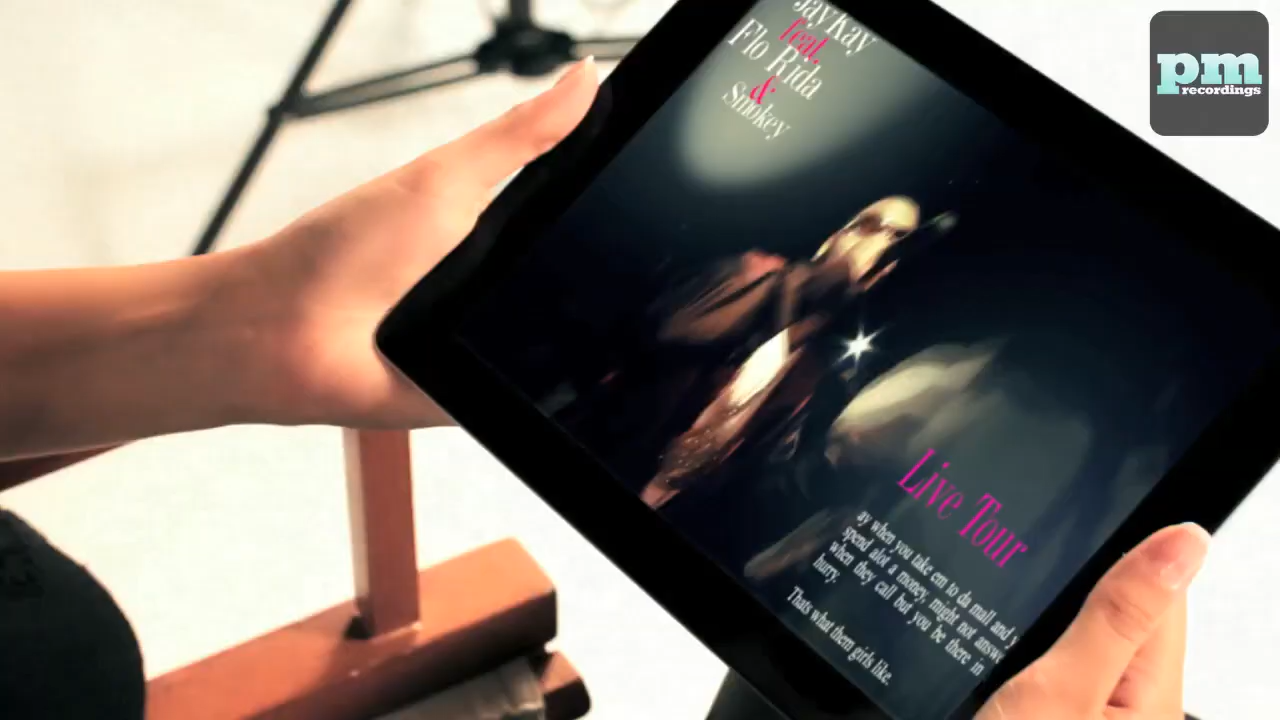 JayKay
feat.
Flo Rida
&
Smokey
pm
recordings
Live Tour
ay when you take em to da mall and
spend alot a money, might not answe
when they call but you be there in
hurry.
Thats what them girls like.